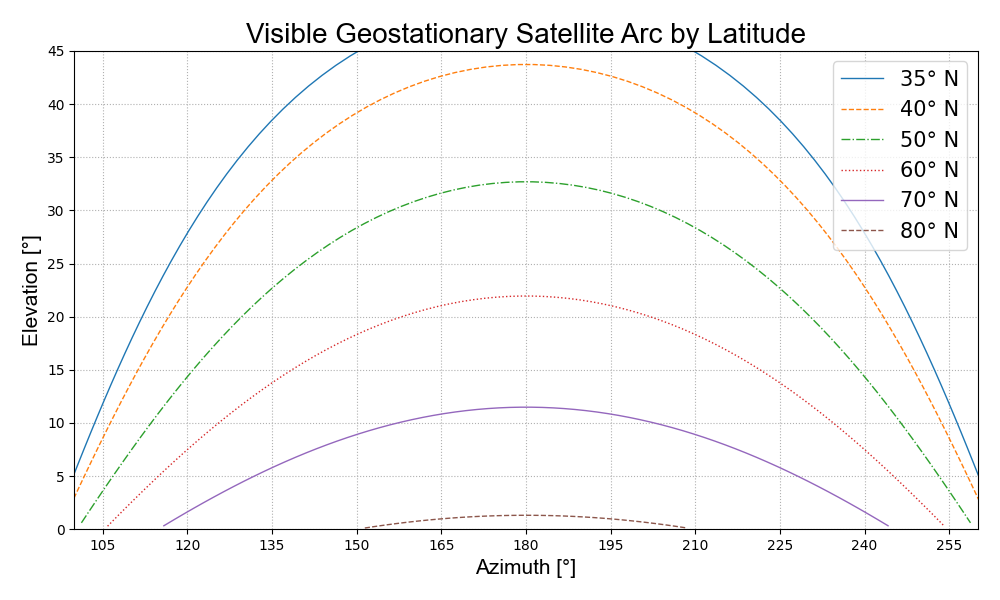 Visible Geostationary Satellite Arc by Latitude
45
40
35
30
25
20
15
10
5
0
Elevation [°]
35° N
40° N
50° N
60° N
70° N
80° N
105 120 135 150 165 180 195 210 225 240 255
Azimuth [°]